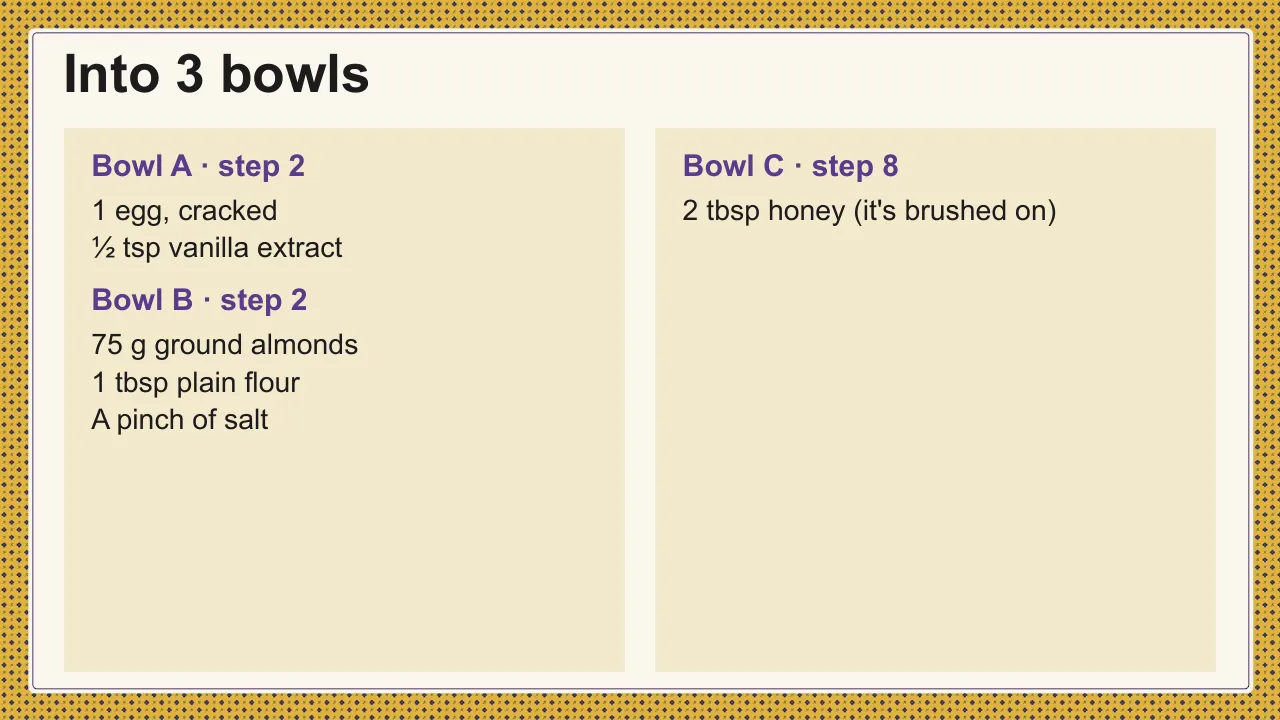 Into 3 bowls
Bowl A · step 2
1 egg, cracked
½ tsp vanilla extract
Bowl B · step 2
75 g ground almonds
1 tbsp plain flour
A pinch of salt
Bowl C · step 8
2 tbsp honey (it's brushed on)